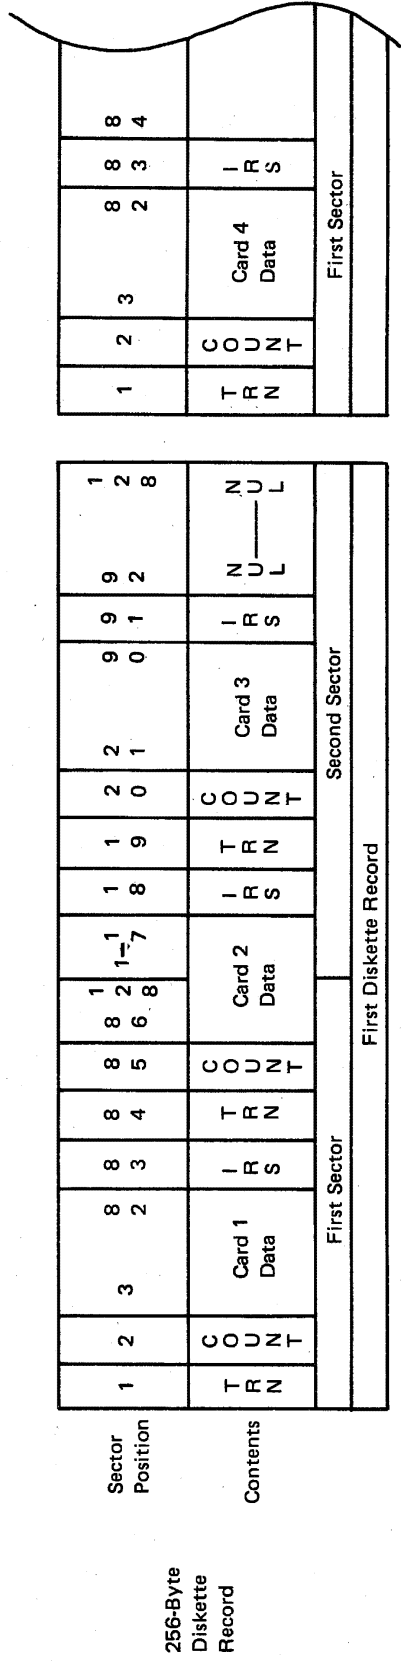 256-Byte
Diskette
Record
Sector
Position
1 2 3 82 83 84 85 86 128 1–17 18 19 20 21 90 91 92 128 1 2 3 82 83 84
Contents
TRN COUNT Card 1 Data IRS TRN COUNT Card 2 Data IRS TRN COUNT Card 3 Data IRS NUL — NUL TRN COUNT Card 4 Data IRS
First Sector Second Sector First Sector
First Diskette Record